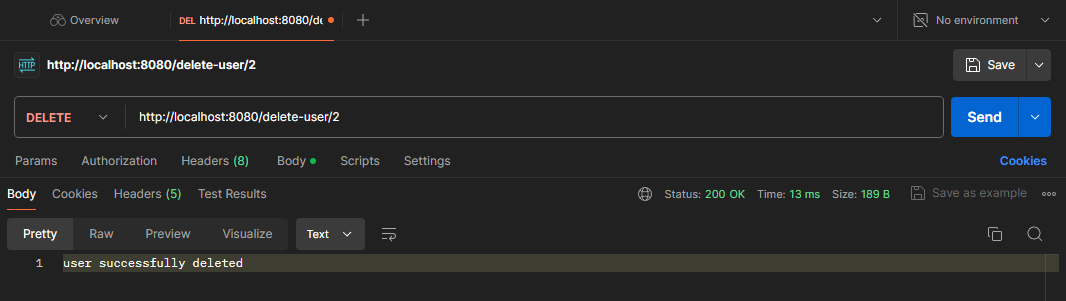 Overview
DEL http://localhost:8080/de
No environment
HTTP http://localhost:8080/delete-user/2
Save
DELETE http://localhost:8080/delete-user/2
Send
Params Authorization Headers (8) Body Scripts Settings Cookies
Body Cookies Headers (5) Test Results Status: 200 OK Time: 13 ms Size: 189 B Save as example
Pretty Raw Preview Visualize Text
1 user successfully deleted